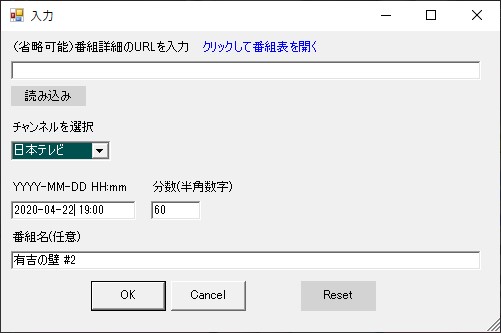 入力
(省略可能)番組詳細のURLを入力 クリックして番組表を開く
読み込み
チャンネルを選択
日本テレビ
YYYY-MM-DD HH:mm 分数(半角数字)
2020-04-22 19:00 60
番組名(任意)
有吉の壁 #2
OK Cancel Reset